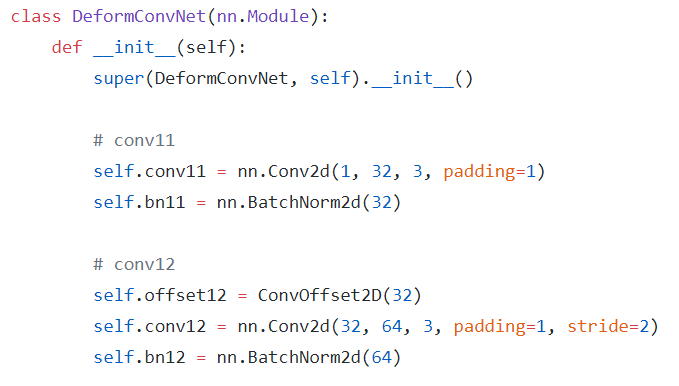 class DeformConvNet(nn.Module):
    def __init__(self):
        super(DeformConvNet, self).__init__()

        # conv11
        self.conv11 = nn.Conv2d(1, 32, 3, padding=1)
        self.bn11 = nn.BatchNorm2d(32)

        # conv12
        self.offset12 = ConvOffset2D(32)
        self.conv12 = nn.Conv2d(32, 64, 3, padding=1, stride=2)
        self.bn12 = nn.BatchNorm2d(64)